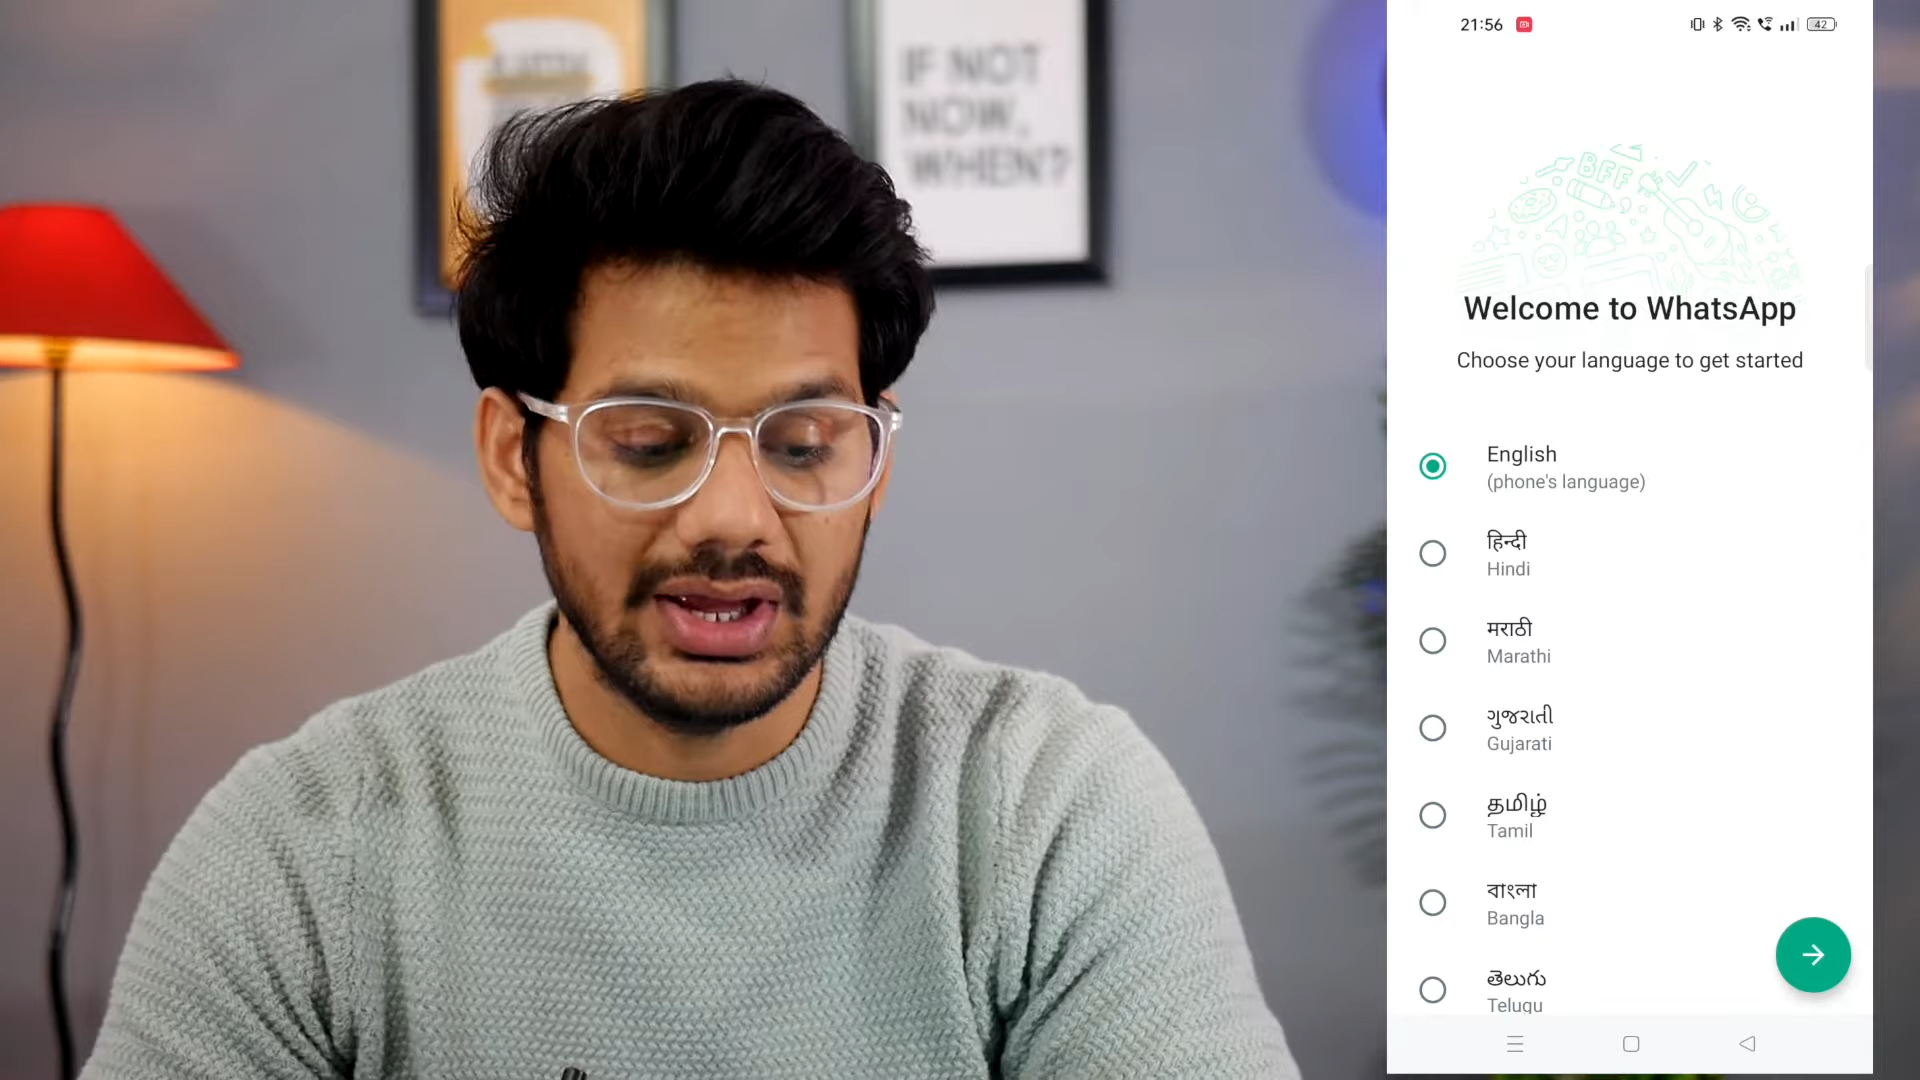 IF NOT
NOW,
WHEN?
21:56
42
BFF
Welcome to WhatsApp
Choose your language to get started
English
(phone's language)
हिन्दी
Hindi
मराठी
Marathi
ગુજરાતી
Gujarati
தமிழ்
Tamil
বাংলা
Bangla
తెలుగు
Telugu